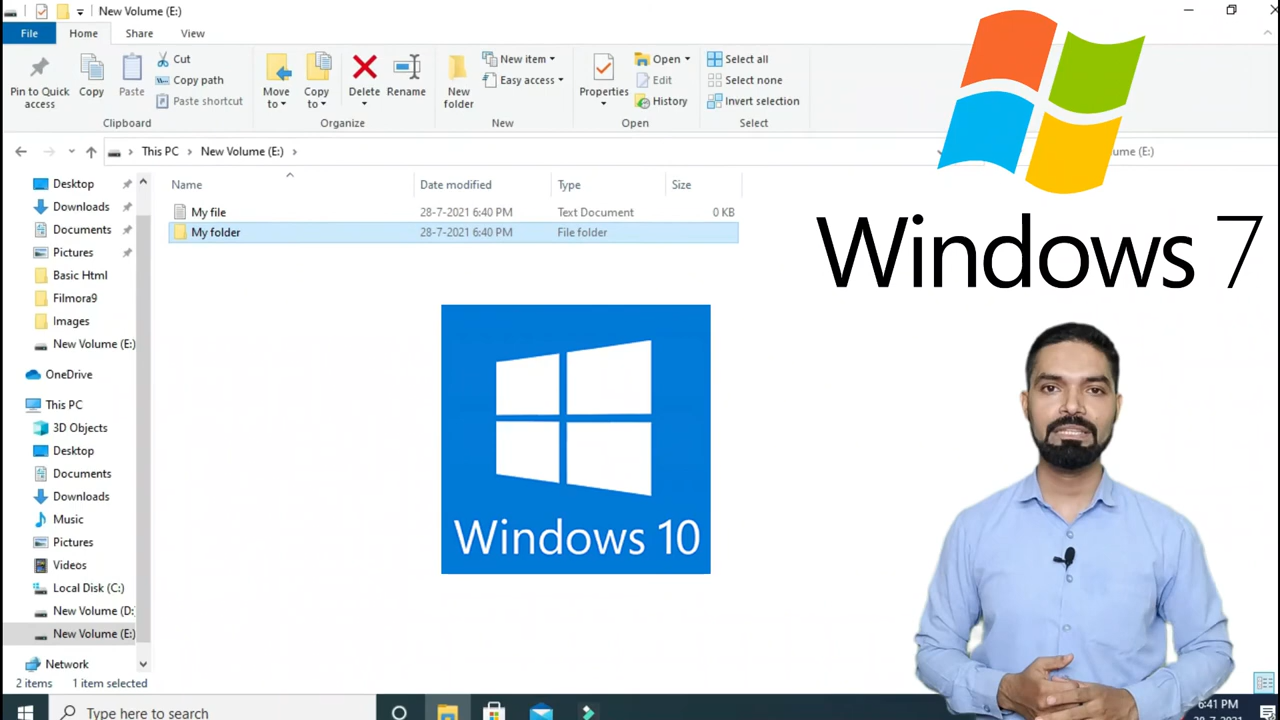 New Volume (E:)
File
Home
Share
View
Pin to Quick
access
Copy
Paste
Cut
Copy path
Paste shortcut
Clipboard
Move
to
Copy
to
Delete
Rename
Organize
New
folder
New item
Easy access
New
Properties
Open
Edit
History
Open
Select all
Select none
Invert selection
Select
This PC
New Volume (E:)
ume (E:)
Name
Date modified
Type
Size
My file
28-7-2021 6:40 PM
Text Document
0 KB
My folder
28-7-2021 6:40 PM
File folder
Desktop
Downloads
Documents
Pictures
Basic Html
Filmora9
Images
New Volume (E:)
OneDrive
This PC
3D Objects
Desktop
Documents
Downloads
Music
Pictures
Videos
Local Disk (C:)
New Volume (D:
New Volume (E:)
Network
2 items
1 item selected
Windows 7
Windows 10
Type here to search
6:41 PM